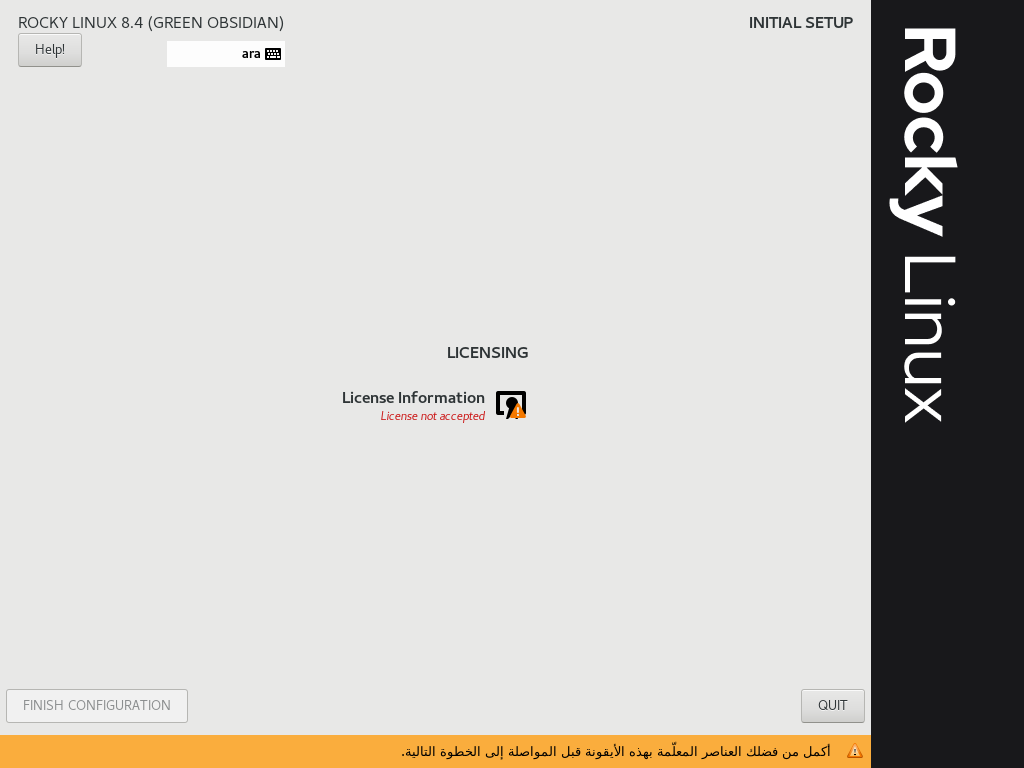 ROCKY LINUX 8.4 (GREEN OBSIDIAN)
INITIAL SETUP
Help!
ara
Rocky Linux
LICENSING
License Information
License not accepted
FINISH CONFIGURATION
QUIT
أكمل من فضلك العناصر المعلّمة بهذه الأيقونة قبل المواصلة إلى الخطوة التالية.